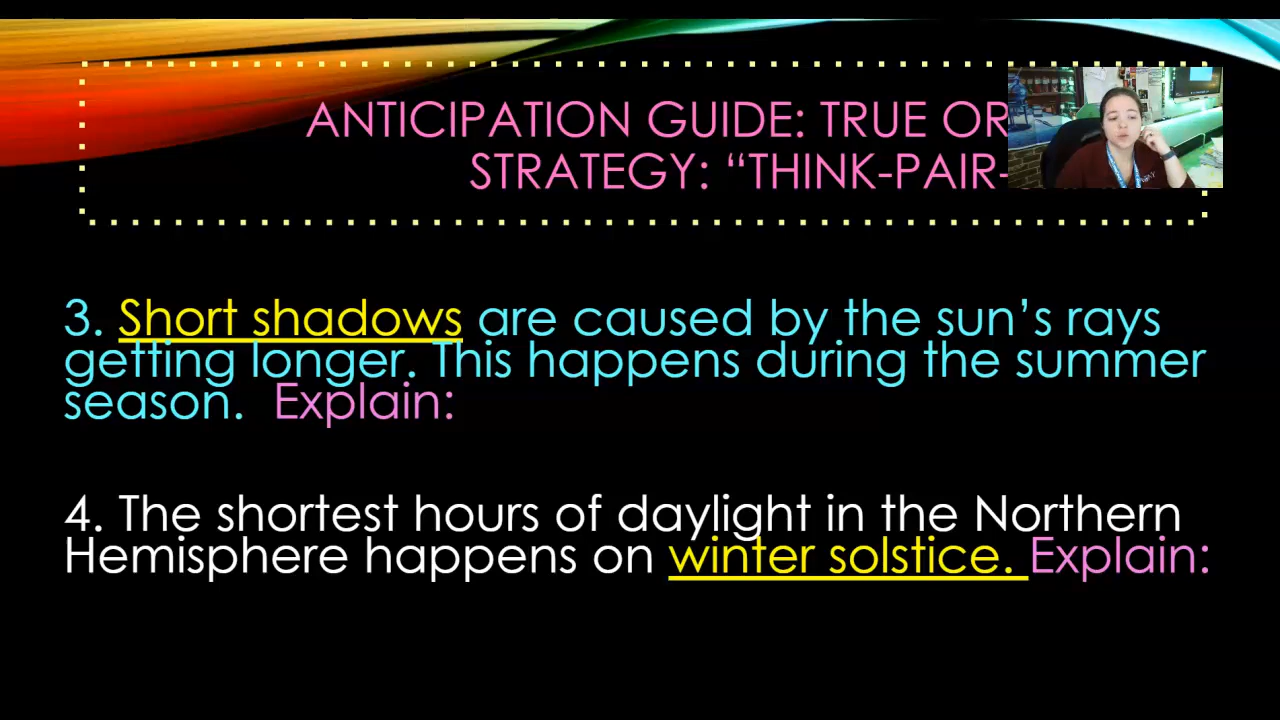 ANTICIPATION GUIDE: TRUE OR
STRATEGY: “THINK-PAIR-
3. Short shadows are caused by the sun’s rays
getting longer. This happens during the summer
season. Explain:
4. The shortest hours of daylight in the Northern
Hemisphere happens on winter solstice. Explain: